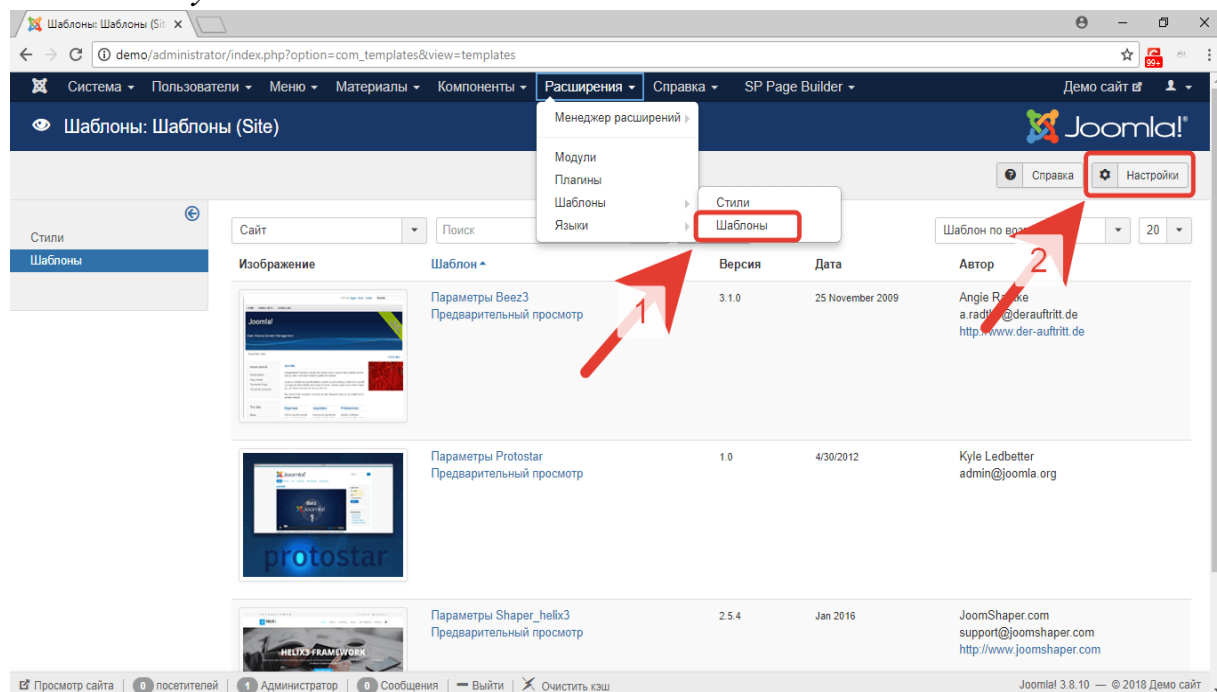 Шаблоны: Шаблоны (Sit
demo/administrator/index.php?option=com_templates&view=templates
99+
Система Пользователи Меню Материалы Компоненты Расширения Справка SP Page Builder Демо сайт
Шаблоны: Шаблоны (Site)
Joomla!®
Менеджер расширений
Модули
Плагины
Шаблоны
Языки
Стили
Шаблоны
Справка Настройки
Стили
Шаблоны
Сайт Поиск Шаблон по 20
1
2
Изображение Шаблон Версия Дата Автор
Параметры Beez3 3.1.0 25 November 2009 Angie
Предварительный просмотр
http://www.der-auftritt.de
Joomla!
Параметры Protostar 1.0 4/30/2012 Kyle Ledbetter
Предварительный просмотр admin@joomla.org
protostar
Параметры Shaper_helix3 2.5.4 Jan 2016 JoomShaper.com
Предварительный просмотр support@joomshaper.com
http://www.joomshaper.com
HELIX3 FRAMEWORK
Просмотр сайта 0 посетителей 1 Администратор 0 Сообщения Выйти Очистить кэш Joomla! 3.8.10 — © 2018 Демо сайт